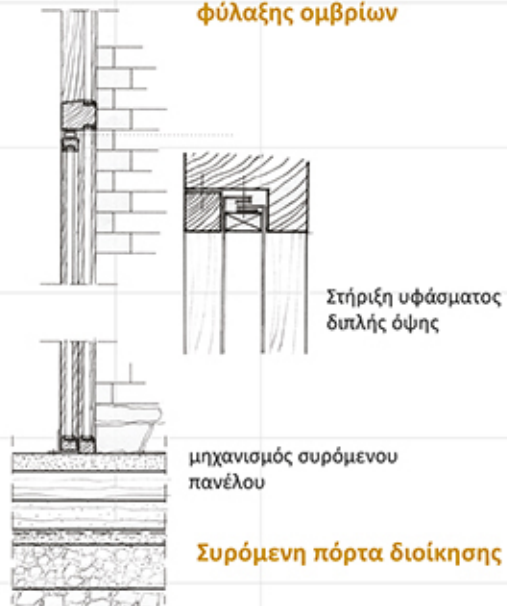 φύλαξης ομβρίων
Στήριξη υφάσματος
διπλής όψης
μηχανισμός συρόμενου
πανέλου
Συρόμενη πόρτα διοίκησης